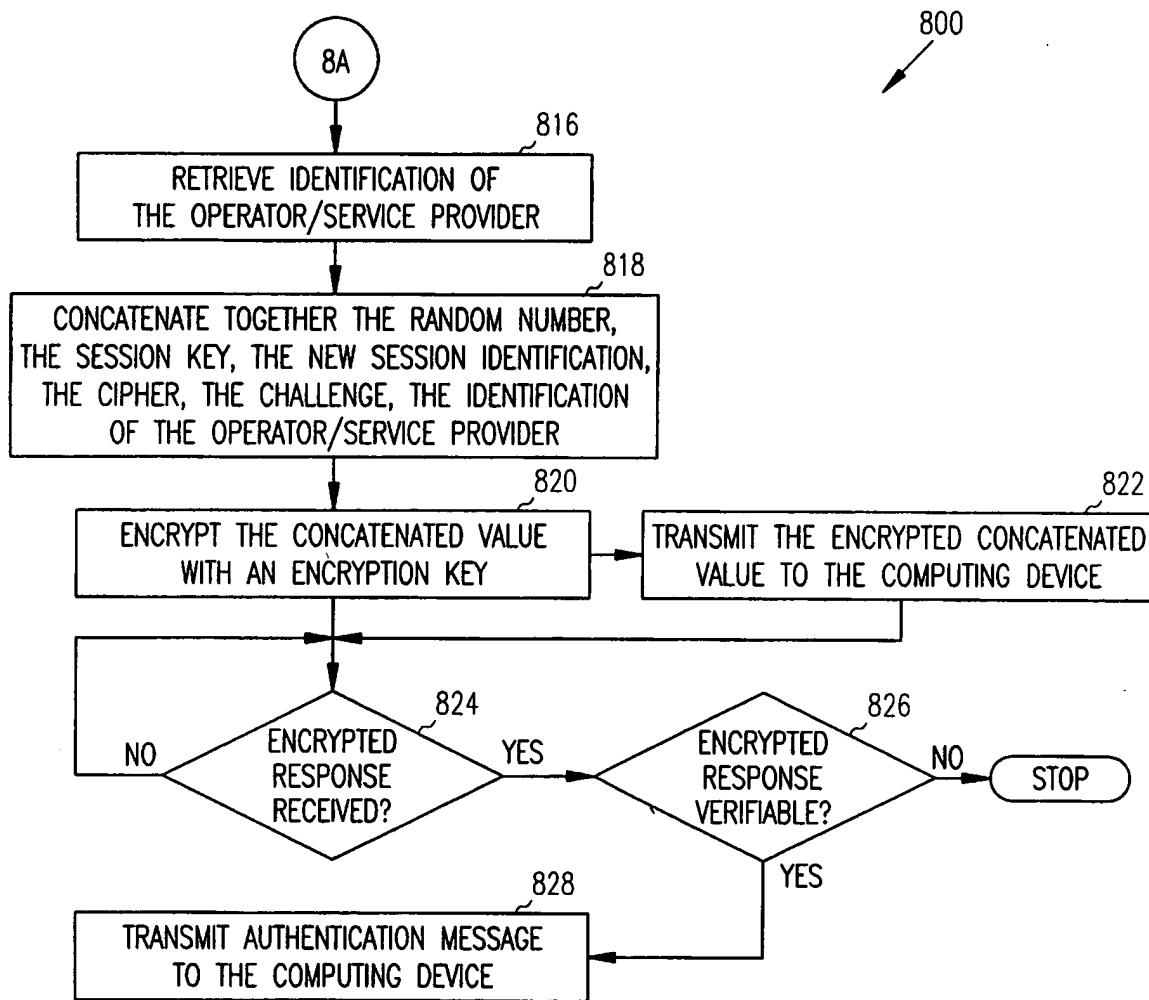 800
8A
816
RETRIEVE IDENTIFICATION OF
THE OPERATOR/SERVICE PROVIDER
818
CONCATENATE TOGETHER THE RANDOM NUMBER,
THE SESSION KEY, THE NEW SESSION IDENTIFICATION,
THE CIPHER, THE CHALLENGE, THE IDENTIFICATION
OF THE OPERATOR/SERVICE PROVIDER
820
ENCRYPT THE CONCATENATED VALUE
WITH AN ENCRYPTION KEY
822
TRANSMIT THE ENCRYPTED CONCATENATED
VALUE TO THE COMPUTING DEVICE
824
ENCRYPTED
RESPONSE
RECEIVED?
NO
YES
826
ENCRYPTED
RESPONSE
VERIFIABLE?
NO
STOP
YES
828
TRANSMIT AUTHENTICATION MESSAGE
TO THE COMPUTING DEVICE